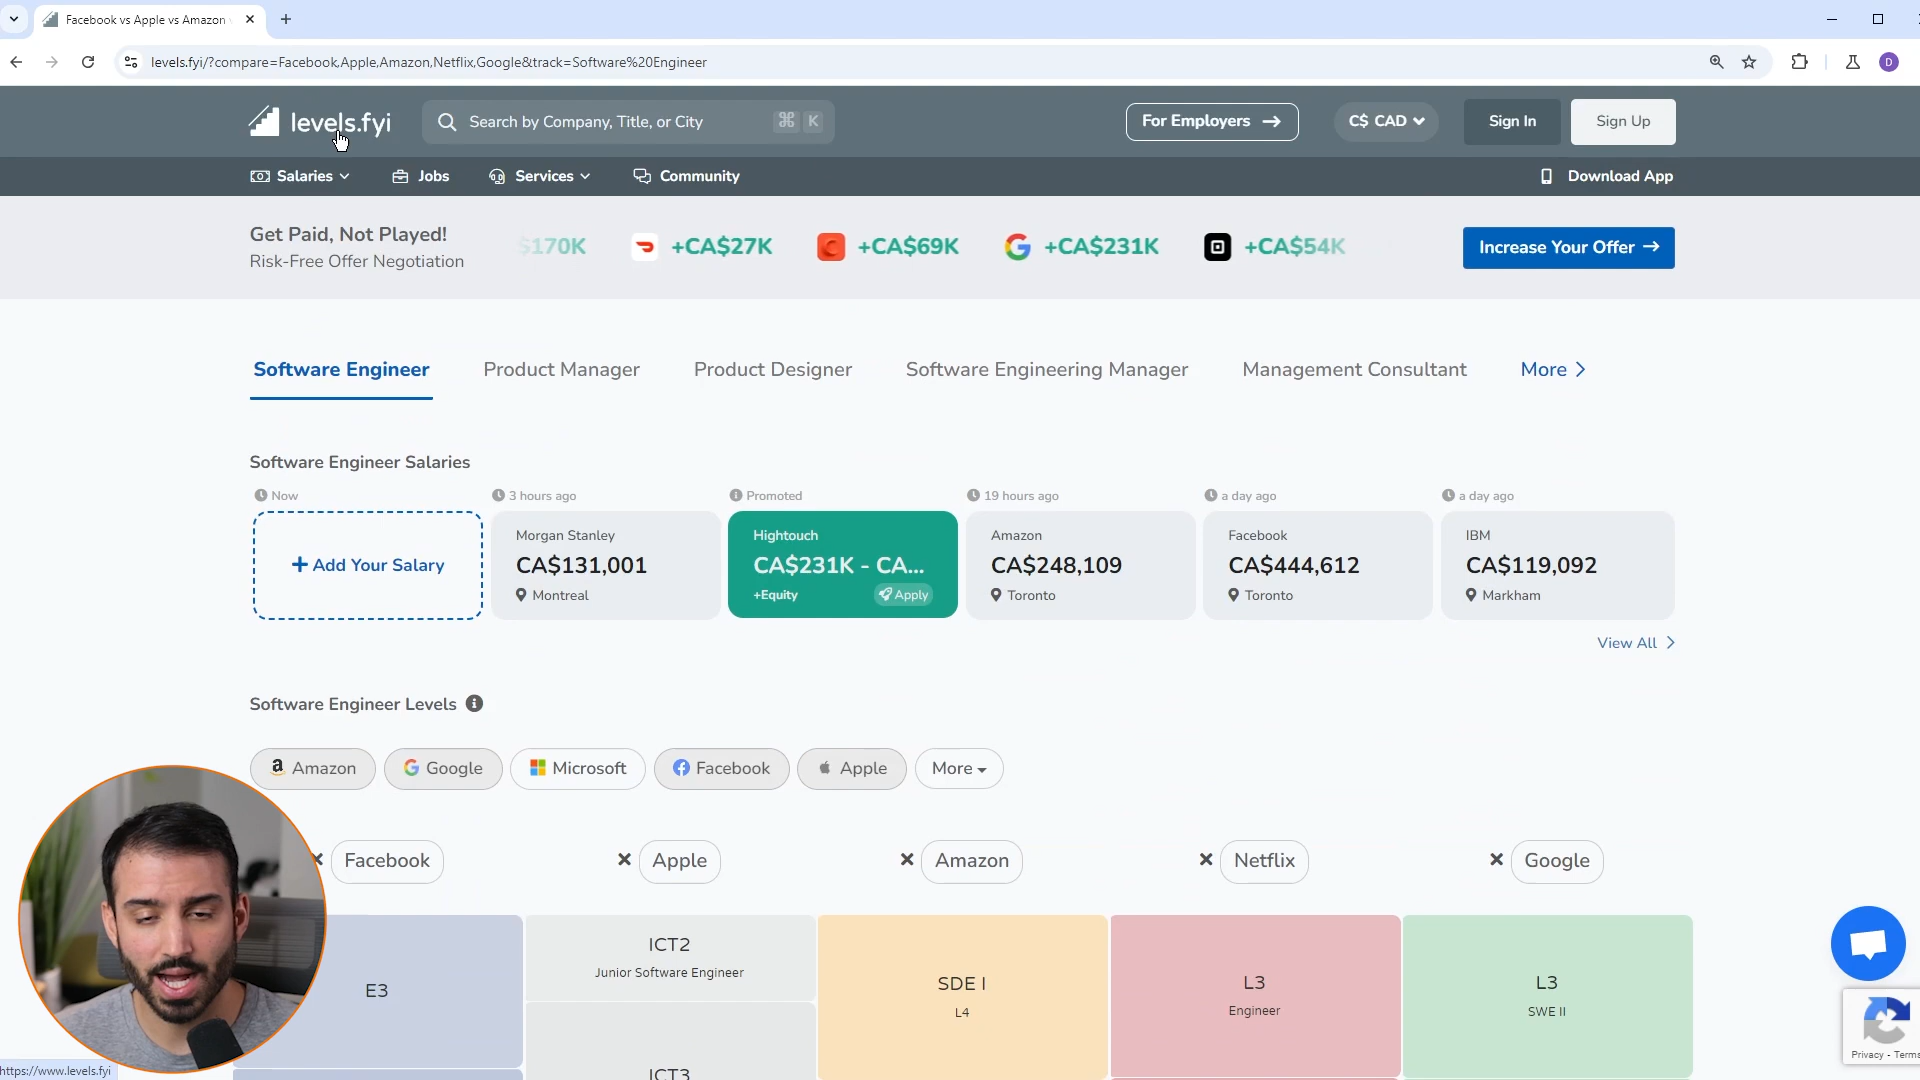 Facebook vs Apple vs Amazon
levels.fyi/?compare=Facebook,Apple,Amazon,Netflix,Google&track=Software%20Engineer
D
levels.fyi
Search by Company, Title, or City
⌘ K
For Employers →
C$ CAD
Sign In
Sign Up
Salaries
Jobs
Services
Community
Download App
Get Paid, Not Played!
Risk-Free Offer Negotiation
$170K
+CA$27K
+CA$69K
+CA$231K
+CA$54K
Increase Your Offer →
Software Engineer
Product Manager
Product Designer
Software Engineering Manager
Management Consultant
More >
Software Engineer Salaries
Now
3 hours ago
Promoted
19 hours ago
a day ago
a day ago
+ Add Your Salary
Morgan Stanley
CA$131,001
Montreal
Hightouch
CA$231K - CA...
+Equity
Apply
Amazon
CA$248,109
Toronto
Facebook
CA$444,612
Toronto
IBM
CA$119,092
Markham
View All >
Software Engineer Levels
Amazon
Google
Microsoft
Facebook
Apple
More
× Facebook
× Apple
× Amazon
× Netflix
× Google
E3
ICT2
Junior Software Engineer
ICT3
SDE I
L4
L3
Engineer
L3
SWE II
Privacy - Terms
https://www.levels.fyi